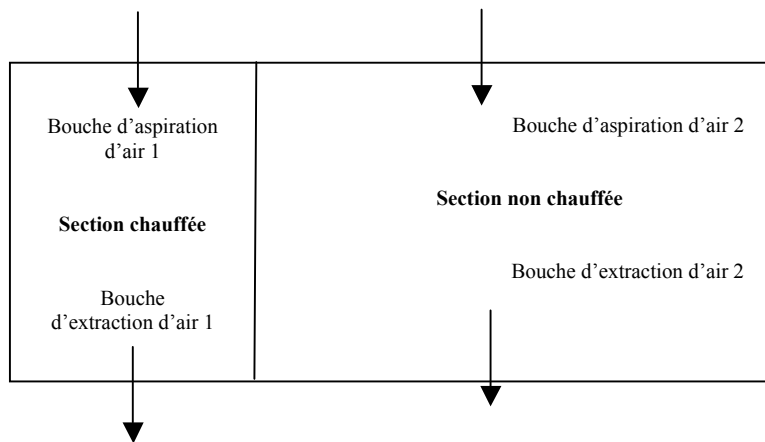 Bouche d’aspiration
d’air 1
Section chauffée
Bouche
d’extraction d’air 1
Bouche d’aspiration d’air 2
Section non chauffée
Bouche d’extraction d’air 2